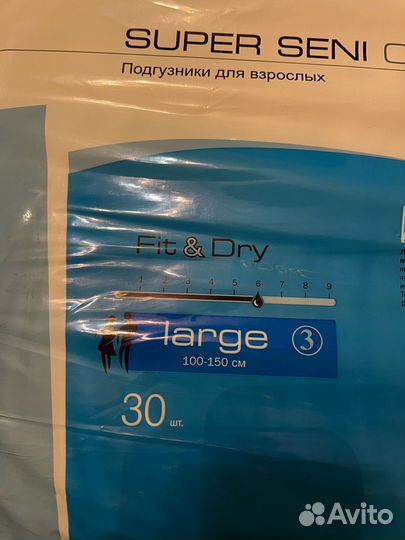 SUPER SENI
Подгузники для взрослых
Fit & Dry
1 2 3 4 5 6 7 8 9
large 3
100-150 см
30 шт.
Avito